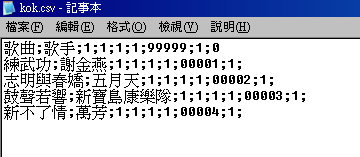 kok.csv - 記事本
檔案(F) 編輯(E) 格式(O) 檢視(V) 說明(H)
歌曲;歌手;1;1;1;1;99999;1;0
練武功;謝金燕;1;1;1;1;00001;1;
志明與春嬌;五月天;1;1;1;1;00002;1;
鼓聲若響;新寶島康樂隊;1;1;1;1;00003;1;
新不了情;萬芳;1;1;1;1;00004;1;